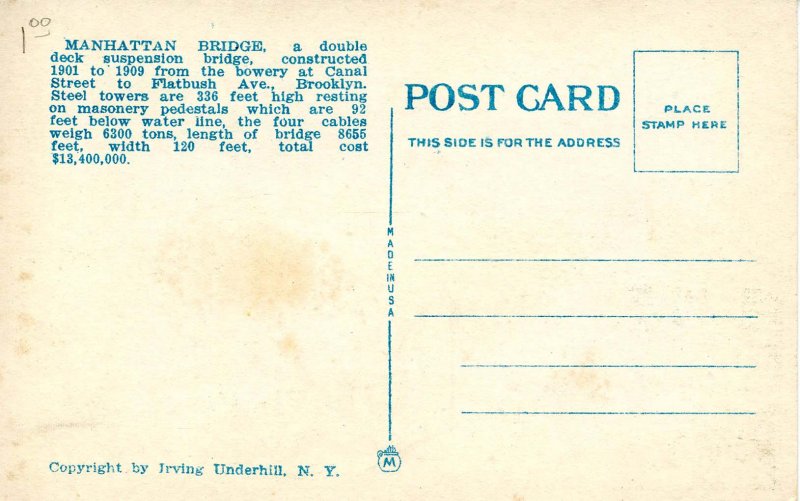 1 00
MANHATTAN BRIDGE, a double
deck suspension bridge, constructed
1901 to 1909 from the bowery at Canal
Street to Flatbush Ave., Brooklyn.
Steel towers are 336 feet high resting
on masonery pedestals which are 92
feet below water line, the four cables
weigh 6300 tons, length of bridge 8655
feet, width 120 feet, total cost
$13,400,000.
POST CARD
THIS SIDE IS FOR THE ADDRESS
PLACE
STAMP HERE
MADE IN USA
M
Copyright by Irving Underhill, N. Y.